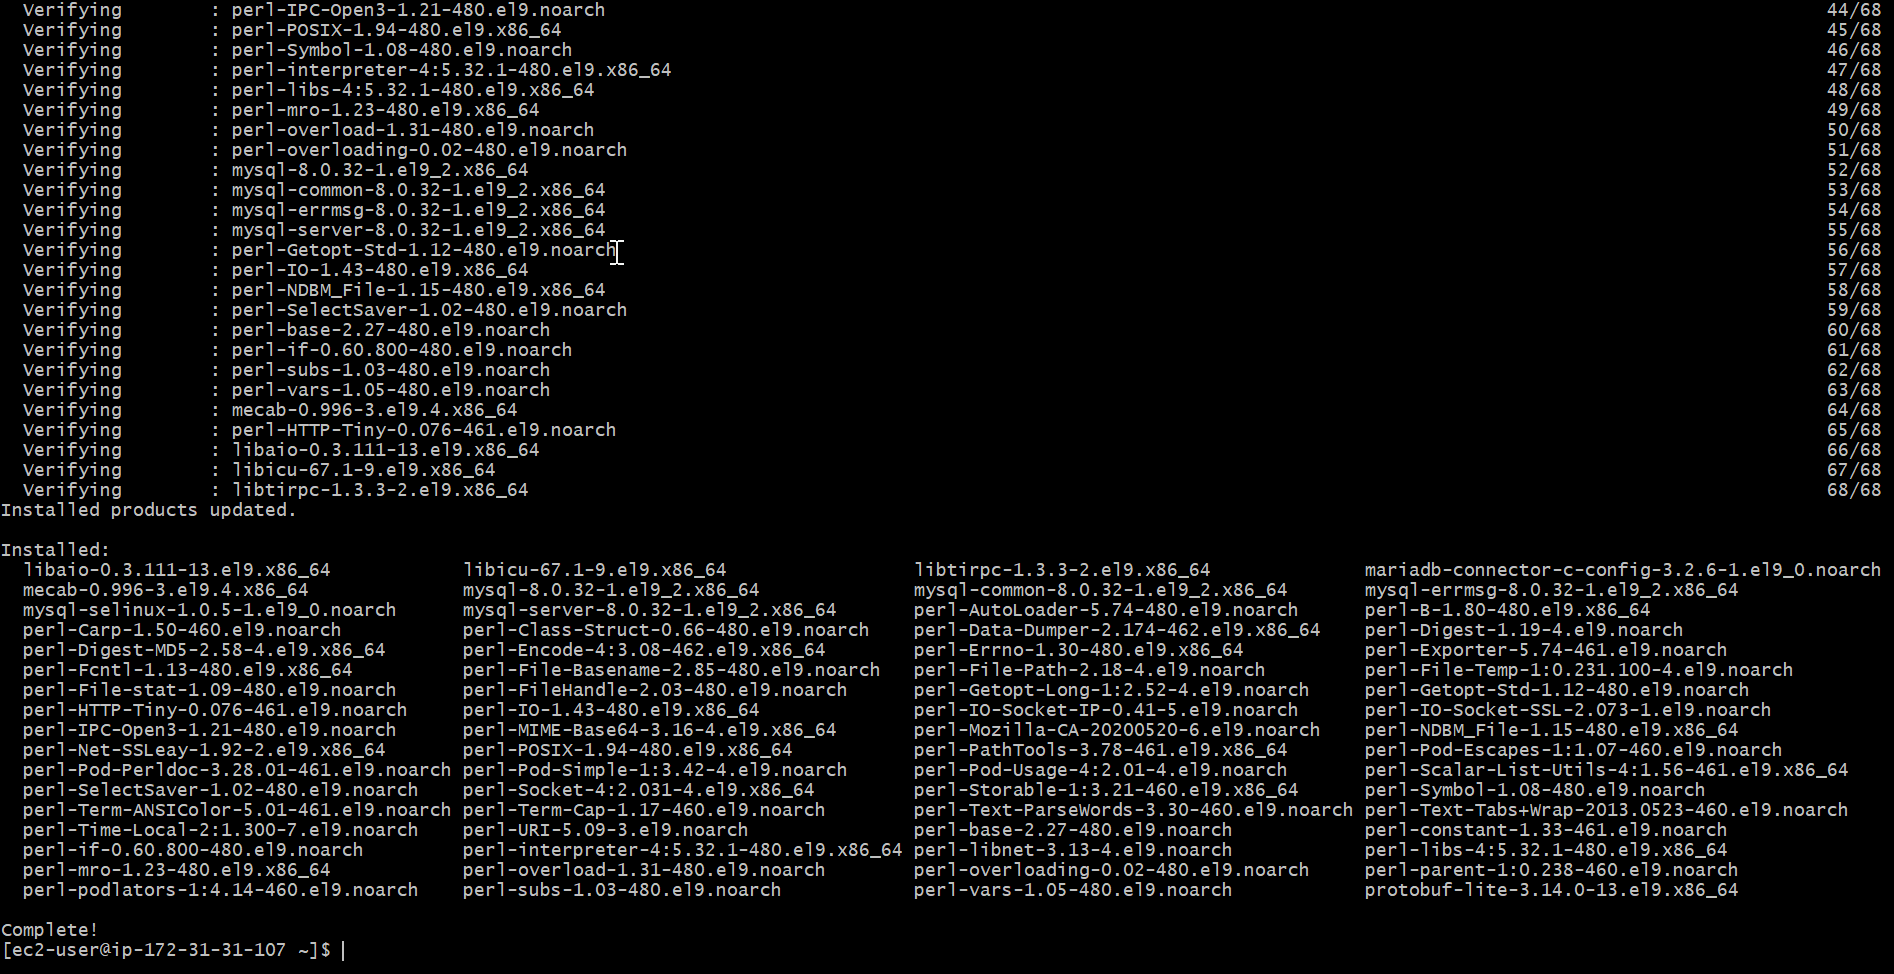 Verifying        : perl-IPC-Open3-1.21-480.el9.noarch 44/68
Verifying        : perl-POSIX-1.94-480.el9.x86_64 45/68
Verifying        : perl-Symbol-1.08-480.el9.noarch 46/68
Verifying        : perl-interpreter-4:5.32.1-480.el9.x86_64 47/68
Verifying        : perl-libs-4:5.32.1-480.el9.x86_64 48/68
Verifying        : perl-mro-1.23-480.el9.x86_64 49/68
Verifying        : perl-overload-1.31-480.el9.noarch 50/68
Verifying        : perl-overloading-0.02-480.el9.noarch 51/68
Verifying        : mysql-8.0.32-1.el9_2.x86_64 52/68
Verifying        : mysql-common-8.0.32-1.el9_2.x86_64 53/68
Verifying        : mysql-errmsg-8.0.32-1.el9_2.x86_64 54/68
Verifying        : mysql-server-8.0.32-1.el9_2.x86_64 55/68
Verifying        : perl-Getopt-Std-1.12-480.el9.noarch 56/68
Verifying        : perl-IO-1.43-480.el9.x86_64 57/68
Verifying        : perl-NDBM_File-1.15-480.el9.x86_64 58/68
Verifying        : perl-SelectSaver-1.02-480.el9.noarch 59/68
Verifying        : perl-base-2.27-480.el9.noarch 60/68
Verifying        : perl-if-0.60.800-480.el9.noarch 61/68
Verifying        : perl-subs-1.03-480.el9.noarch 62/68
Verifying        : perl-vars-1.05-480.el9.noarch 63/68
Verifying        : mecab-0.996-3.el9.4.x86_64 64/68
Verifying        : perl-HTTP-Tiny-0.076-461.el9.noarch 65/68
Verifying        : libaio-0.3.111-13.el9.x86_64 66/68
Verifying        : libicu-67.1-9.el9.x86_64 67/68
Verifying        : libtirpc-1.3.3-2.el9.x86_64 68/68
Installed products updated.

Installed:
libaio-0.3.111-13.el9.x86_64 libicu-67.1-9.el9.x86_64 libtirpc-1.3.3-2.el9.x86_64 mariadb-connector-c-config-3.2.6-1.el9_0.noarch
mecab-0.996-3.el9.4.x86_64 mysql-8.0.32-1.el9_2.x86_64 mysql-common-8.0.32-1.el9_2.x86_64 mysql-errmsg-8.0.32-1.el9_2.x86_64
mysql-selinux-1.0.5-1.el9_0.noarch mysql-server-8.0.32-1.el9_2.x86_64 perl-AutoLoader-5.74-480.el9.noarch perl-B-1.80-480.el9.x86_64
perl-Carp-1.50-460.el9.noarch perl-Class-Struct-0.66-480.el9.noarch perl-Data-Dumper-2.174-462.el9.x86_64 perl-Digest-1.19-4.el9.noarch
perl-Digest-MD5-2.58-4.el9.x86_64 perl-Encode-4:3.08-462.el9.x86_64 perl-Errno-1.30-480.el9.x86_64 perl-Exporter-5.74-461.el9.noarch
perl-Fcntl-1.13-480.el9.x86_64 perl-File-Basename-2.85-480.el9.noarch perl-File-Path-2.18-4.el9.noarch perl-File-Temp-1:0.231.100-4.el9.noarch
perl-File-stat-1.09-480.el9.noarch perl-FileHandle-2.03-480.el9.noarch perl-Getopt-Long-1:2.52-4.el9.noarch perl-Getopt-Std-1.12-480.el9.noarch
perl-HTTP-Tiny-0.076-461.el9.noarch perl-IO-1.43-480.el9.x86_64 perl-IO-Socket-IP-0.41-5.el9.noarch perl-IO-Socket-SSL-2.073-1.el9.noarch
perl-IPC-Open3-1.21-480.el9.noarch perl-MIME-Base64-3.16-4.el9.x86_64 perl-Mozilla-CA-20200520-6.el9.noarch perl-NDBM_File-1.15-480.el9.x86_64
perl-Net-SSLeay-1.92-2.el9.x86_64 perl-POSIX-1.94-480.el9.x86_64 perl-PathTools-3.78-461.el9.x86_64 perl-Pod-Escapes-1:1.07-460.el9.noarch
perl-Pod-Perldoc-3.28.01-461.el9.noarch perl-Pod-Simple-1:3.42-4.el9.noarch perl-Pod-Usage-4:2.01-4.el9.noarch perl-Scalar-List-Utils-4:1.56-461.el9.x86_64
perl-SelectSaver-1.02-480.el9.noarch perl-Socket-4:2.031-4.el9.x86_64 perl-Storable-1:3.21-460.el9.x86_64 perl-Symbol-1.08-480.el9.noarch
perl-Term-ANSIColor-5.01-461.el9.noarch perl-Term-Cap-1.17-460.el9.noarch perl-Text-ParseWords-3.30-460.el9.noarch perl-Text-Tabs+Wrap-2013.0523-460.el9.noarch
perl-Time-Local-2:1.300-7.el9.noarch perl-URI-5.09-3.el9.noarch perl-base-2.27-480.el9.noarch perl-constant-1.33-461.el9.noarch
perl-if-0.60.800-480.el9.noarch perl-interpreter-4:5.32.1-480.el9.x86_64 perl-libnet-3.13-4.el9.noarch perl-libs-4:5.32.1-480.el9.x86_64
perl-mro-1.23-480.el9.x86_64 perl-overload-1.31-480.el9.noarch perl-overloading-0.02-480.el9.noarch perl-parent-1:0.238-460.el9.noarch
perl-podlators-1:4.14-460.el9.noarch perl-subs-1.03-480.el9.noarch perl-vars-1.05-480.el9.noarch protobuf-lite-3.14.0-13.el9.x86_64

Complete!
[ec2-user@ip-172-31-31-107 ~]$